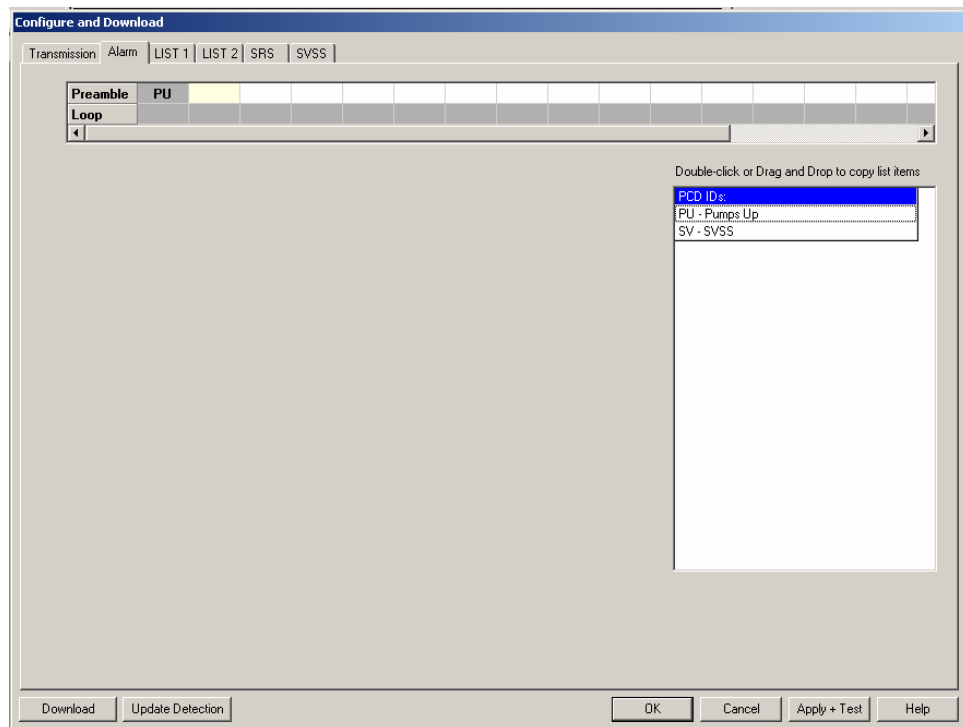 Configure and Download
Transmission Alarm LIST 1 LIST 2 SRS SVSS
Preamble PU
Loop
Double-click or Drag and Drop to copy list items
PCD IDs:
PU - Pumps Up
SV - SVSS
Download Update Detection OK Cancel Apply + Test Help